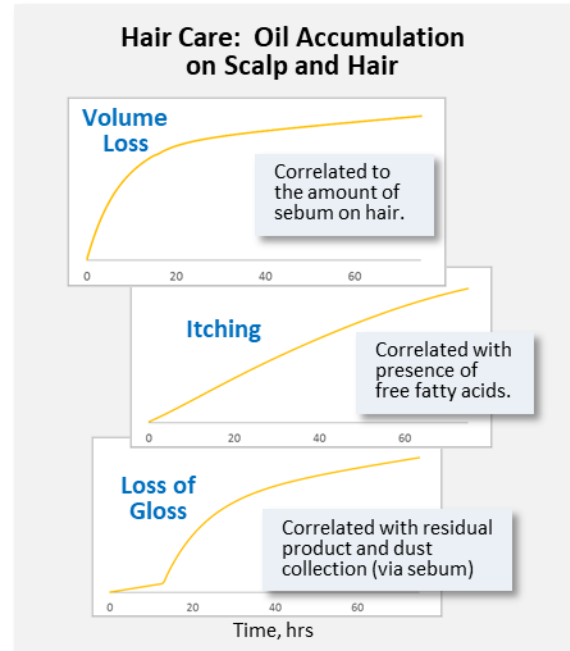 Hair Care:  Oil Accumulation
on Scalp and Hair
Volume
Loss
Correlated to
the amount of
sebum on hair.
0 20 40 60
Itching
Correlated with
presence of
free fatty acids.
0 20 40 60
Loss of
Gloss
Correlated with residual
product and dust
collection (via sebum)
0 20 40 60
Time, hrs